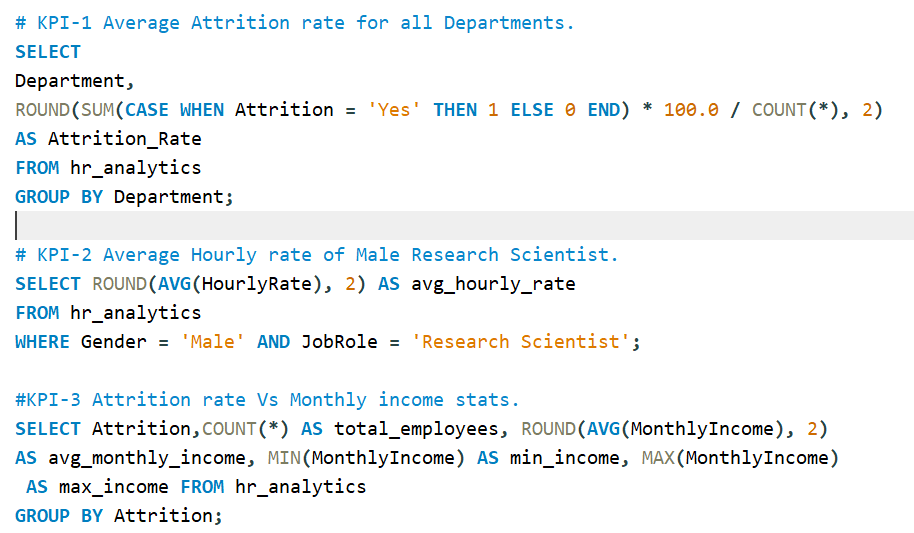 # KPI-1 Average Attrition rate for all Departments.
SELECT
Department,
ROUND(SUM(CASE WHEN Attrition = 'Yes' THEN 1 ELSE 0 END) * 100.0 / COUNT(*), 2)
AS Attrition_Rate
FROM hr_analytics
GROUP BY Department;
# KPI-2 Average Hourly rate of Male Research Scientist.
SELECT ROUND(AVG(HourlyRate), 2) AS avg_hourly_rate
FROM hr_analytics
WHERE Gender = 'Male' AND JobRole = 'Research Scientist';
#KPI-3 Attrition rate Vs Monthly income stats.
SELECT Attrition,COUNT(*) AS total_employees, ROUND(AVG(MonthlyIncome), 2)
AS avg_monthly_income, MIN(MonthlyIncome) AS min_income, MAX(MonthlyIncome)
AS max_income FROM hr_analytics
GROUP BY Attrition;